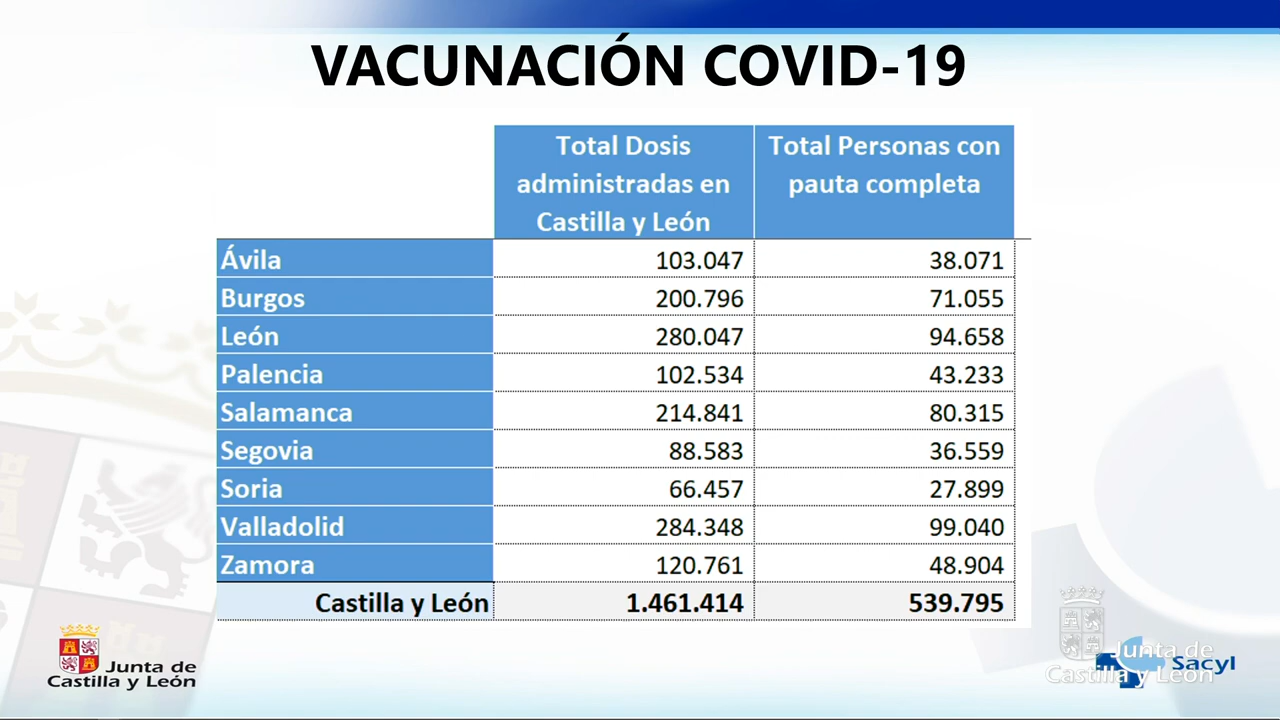 VACUNACIÓN COVID-19
Total Dosis administradas en Castilla y León Total Personas con pauta completa
Ávila 103.047 38.071
Burgos 200.796 71.055
León 280.047 94.658
Palencia 102.534 43.233
Salamanca 214.841 80.315
Segovia 88.583 36.559
Soria 66.457 27.899
Valladolid 284.348 99.040
Zamora 120.761 48.904
Castilla y León 1.461.414 539.795
Junta de
Castilla y León
Junta de
Castilla y León
Sacyl